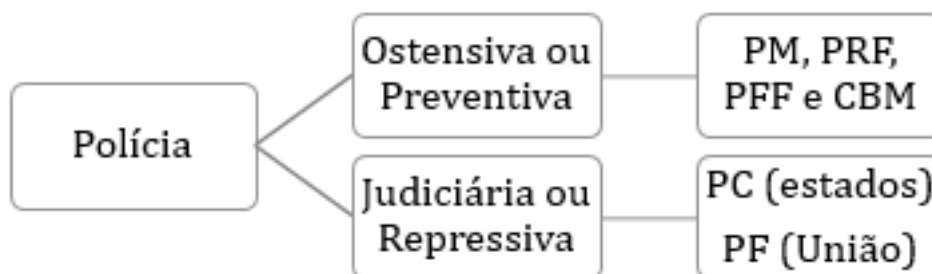 Polícia
Ostensiva ou
Preventiva
PM, PRF,
PFF e CBM
Judiciária ou
Repressiva
PC (estados)
PF (União)